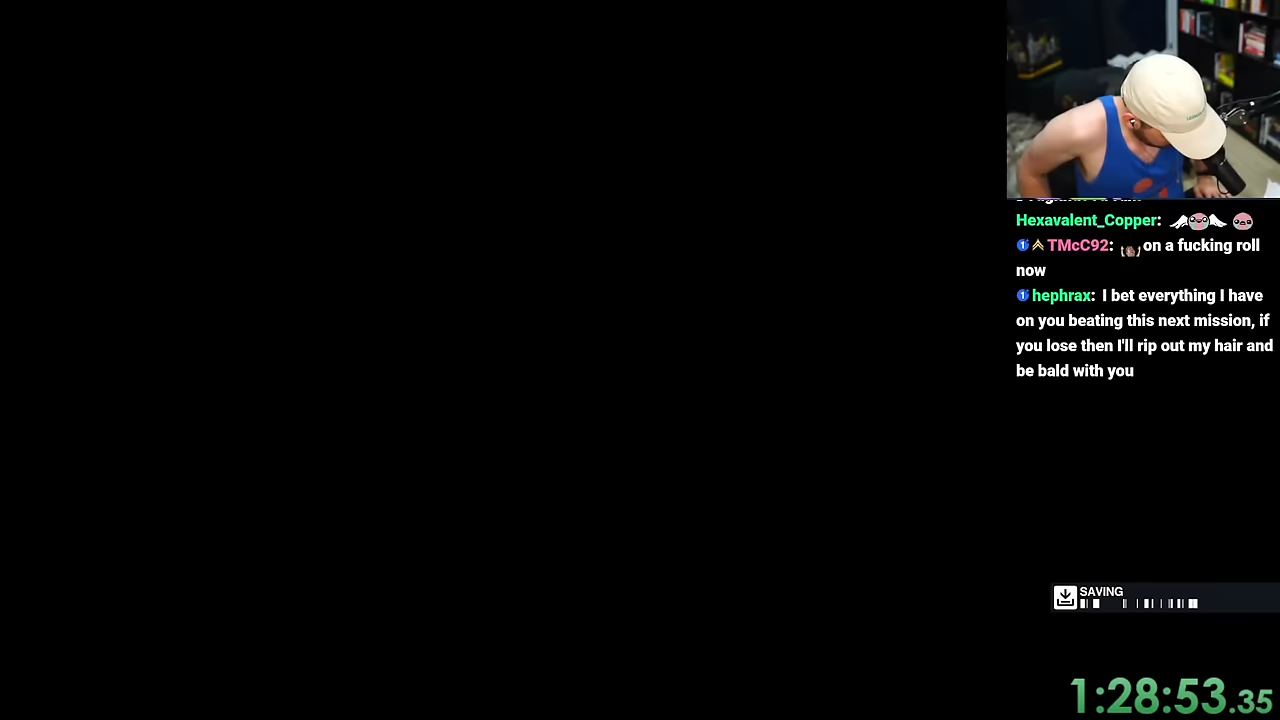 Hexavalent_Copper:
TMcC92: on a fucking roll
now
hephrax: I bet everything I have
on you beating this next mission, if
you lose then I'll rip out my hair and
be bald with you
SAVING
1:28:53.35